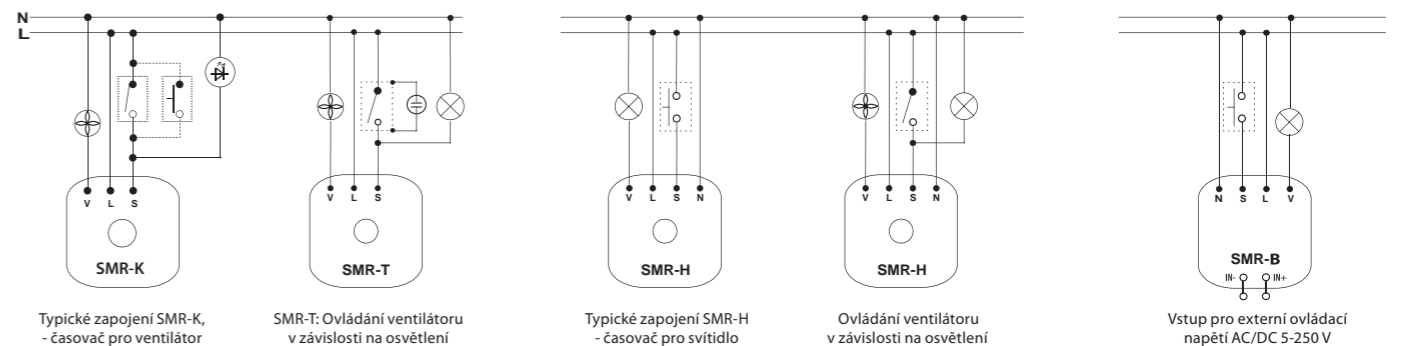 N
L
V L S
SMR-K
Typické zapojení SMR-K,
- časovač pro ventilátor
V L S
SMR-T
SMR-T: Ovládání ventilátoru
v závislosti na osvětlení
V L S N
SMR-H
Typické zapojení SMR-H
- časovač pro svítidlo
V L S N
SMR-H
Ovládání ventilátoru
v závislosti na osvětlení
N S L V
SMR-B
IN- IN+
Vstup pro externí ovládací
napětí AC/DC 5-250 V